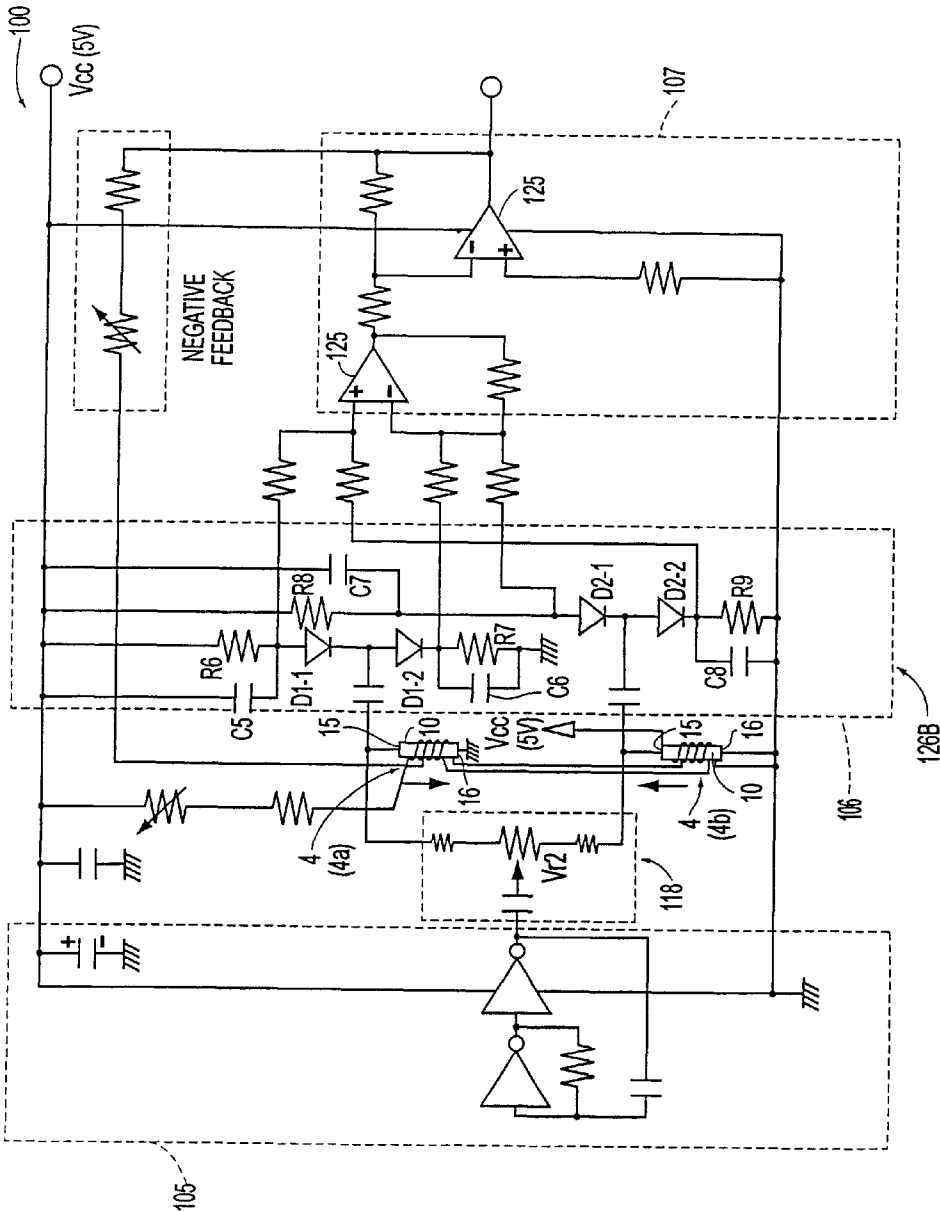 100
Vcc (5V)
NEGATIVE
FEEDBACK
107
125
125
+
−
−
+
R8
C7
R6
C5
D1-1
D1-2
R7
C6
D2-1
D2-2
R9
C8
15
10
16
Vcc
(5V)
15
16
10
4
(4a)
4
(4b)
Vr2
118
106
126B
+
−
105